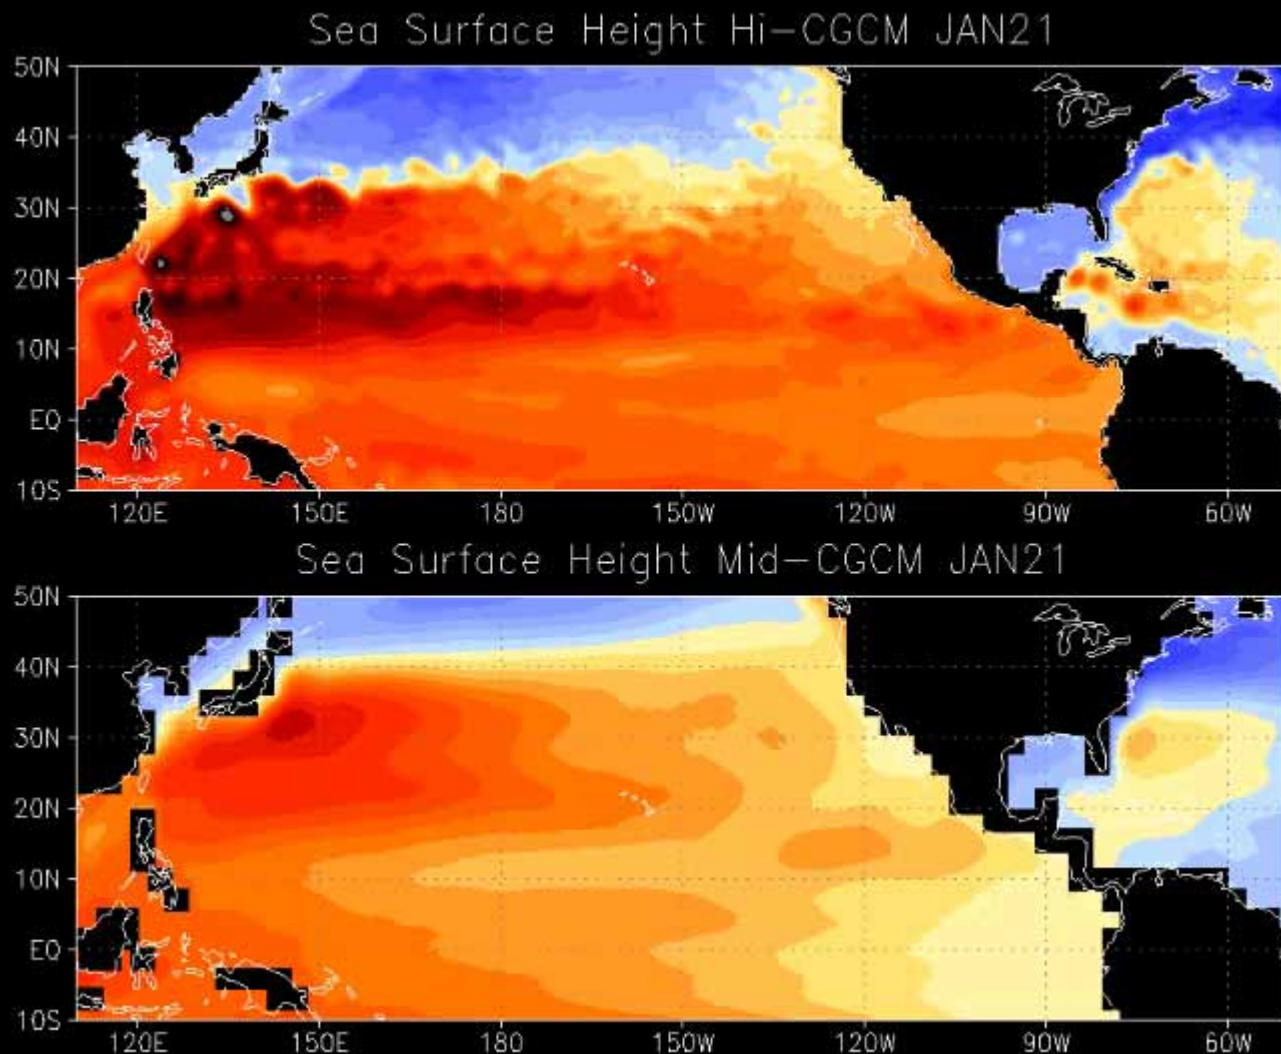 Sea Surface Height Hi-CGCM JAN21
50N
40N
30N
20N
10N
EQ
10S
120E 150E 180 150W 120W 90W 60W
Sea Surface Height Mid-CGCM JAN21
50N
40N
30N
20N
10N
EQ
10S
120E 150E 180 150W 120W 90W 60W